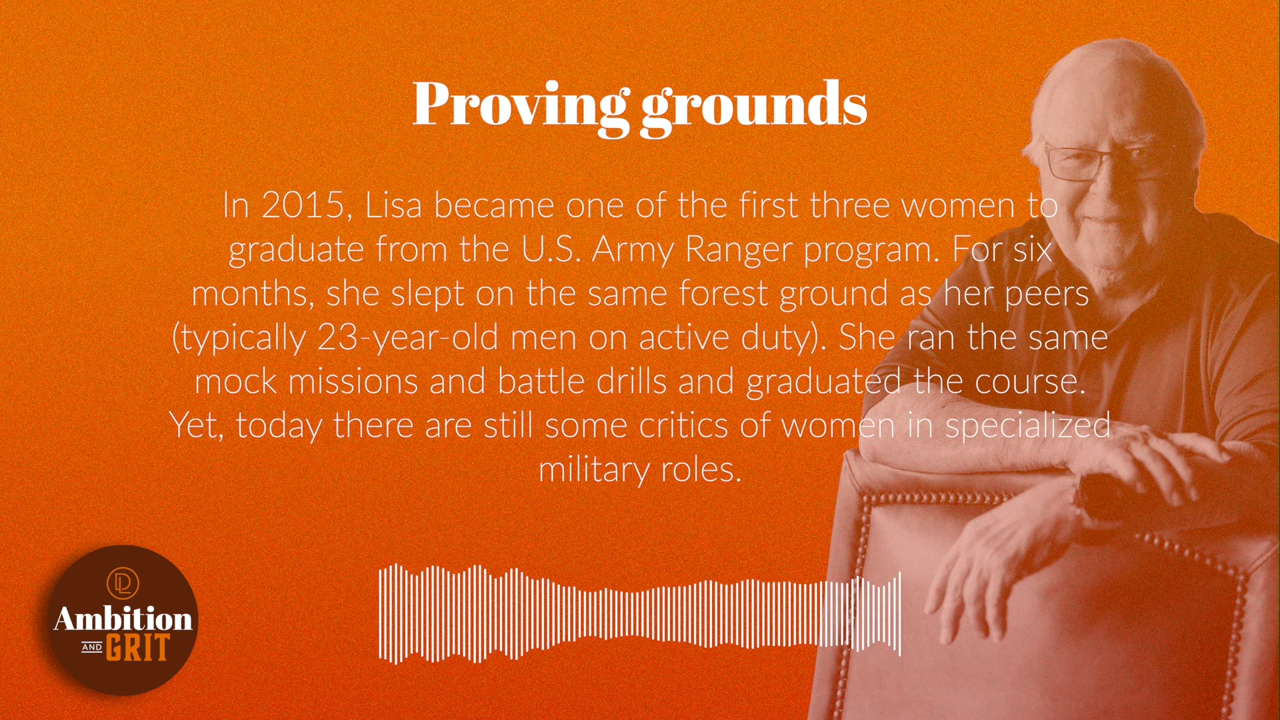 Proving grounds
In 2015, Lisa became one of the first three women to
graduate from the U.S. Army Ranger program. For six
months, she slept on the same forest ground as her peers
(typically 23-year-old men on active duty). She ran the same
mock missions and battle drills and graduated the course.
Yet, today there are still some critics of women in specialized
military roles.
DL
Ambition
AND GRIT